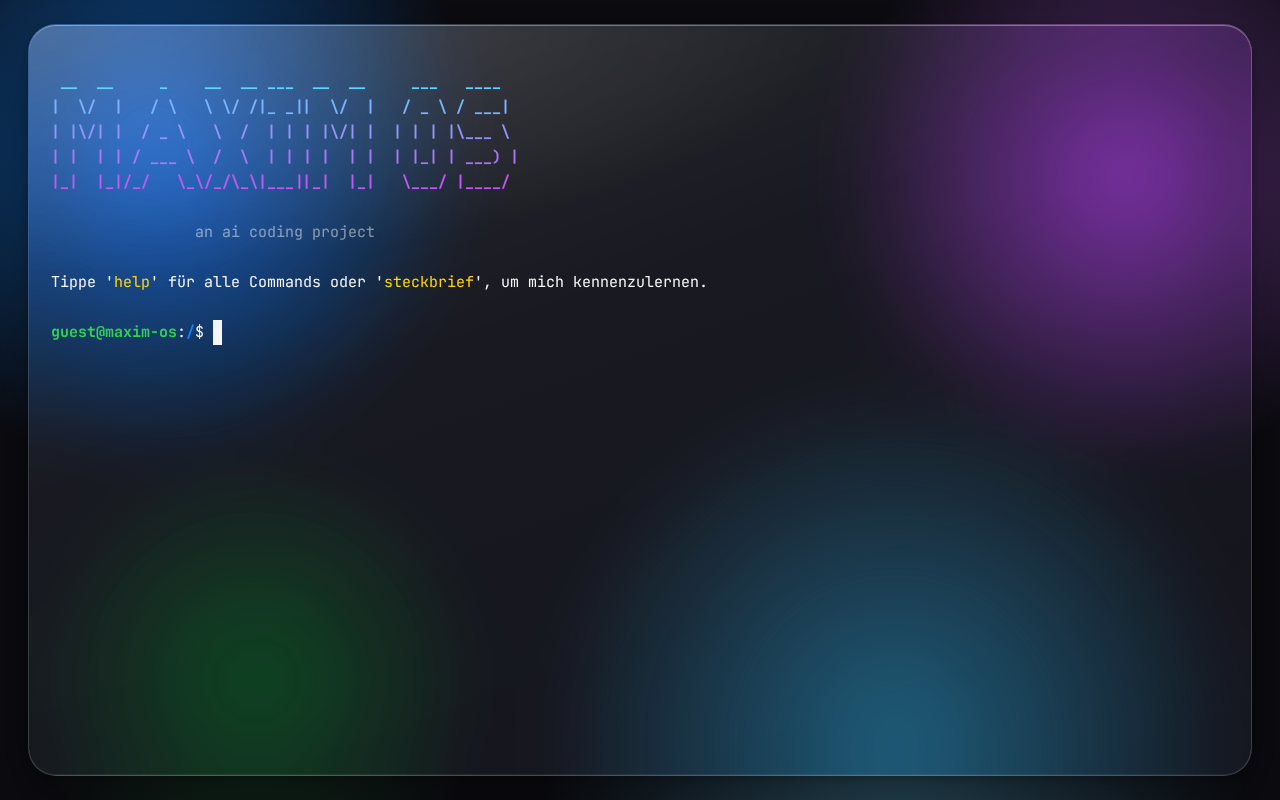 MAXIM OS
an ai coding project
Tippe 'help' für alle Commands oder 'steckbrief', um mich kennenzulernen.
guest@maxim-os:/$